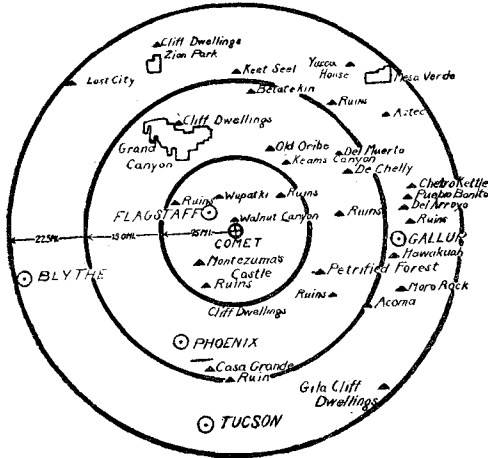 Cliff Dwellings
Zion Park
Lost City
Keet Seel
Betatekin
Yucca
House
Mesa Verde
Ruins
Aztec
Cliff Dwellings
Grand
Canyon
Old Oribe
Keams Canyon
Del Muerto
De Chelly
Chetro Kettle
Pueblo Bonito
Del Arroyo
Ruins
Ruins
Wupatki
Ruins
FLAGSTAFF
Walnut Canyon
Ruins
225 MI.
150 MI.
75 MI.
COMET
GALLUP
Hawakuah
BLYTHE
Montezuma's
Castle
Ruins
Petrified Forest
Moro Rock
Ruins
Acoma
Cliff Dwellings
PHOENIX
Casa Grande
Ruin
Gila Cliff
Dwellings
TUCSON